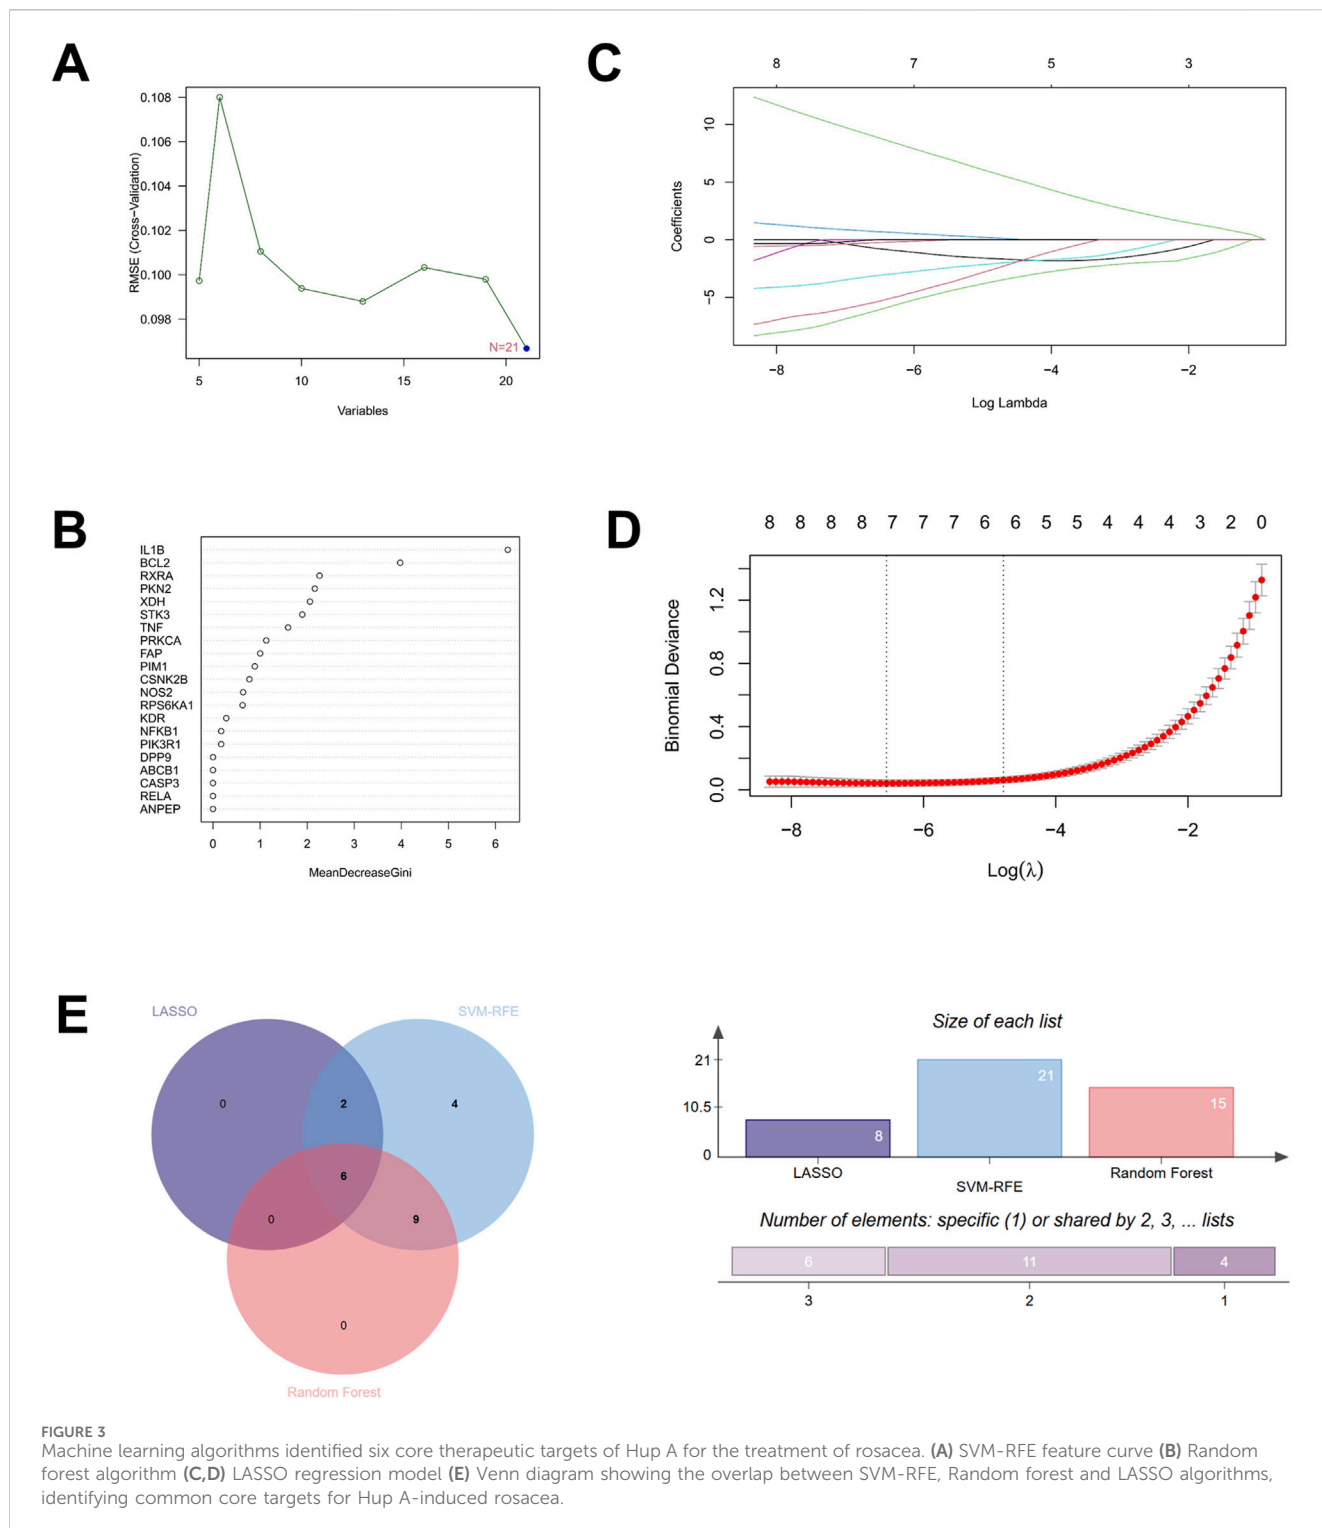 A
0.108
0.106
0.104
0.102
0.100
0.098
RMSE (Cross−Validation)
N=21
5 10 15 20
Variables
C
8 7 5 3
10
5
0
−5
Coefficients
−8 −6 −4 −2
Log Lambda
B
IL1B
BCL2
RXRA
PKN2
XDH
STK3
TNF
PRKCA
FAP
PIM1
CSNK2B
NOS2
RPS6KA1
KDR
NFKB1
PIK3R1
DPP9
ABCB1
CASP3
RELA
ANPEP
0 1 2 3 4 5 6
MeanDecreaseGini
D
8 8 8 8 7 7 7 6 6 5 5 4 4 4 3 2 0
1.2
0.8
0.4
0.0
Binomial Deviance
−8 −6 −4 −2
Log(λ)
E
LASSO
SVM-RFE
0 2 4
6
0 9
0
Random Forest
Size of each list
21
10.5
0
8 21 15
LASSO SVM-RFE Random Forest
Number of elements: specific (1) or shared by 2, 3, ... lists
6 11 4
3 2 1
FIGURE 3
Machine learning algorithms identified six core therapeutic targets of Hup A for the treatment of rosacea. (A) SVM-RFE feature curve (B) Random
forest algorithm (C,D) LASSO regression model (E) Venn diagram showing the overlap between SVM-RFE, Random forest and LASSO algorithms,
identifying common core targets for Hup A-induced rosacea.